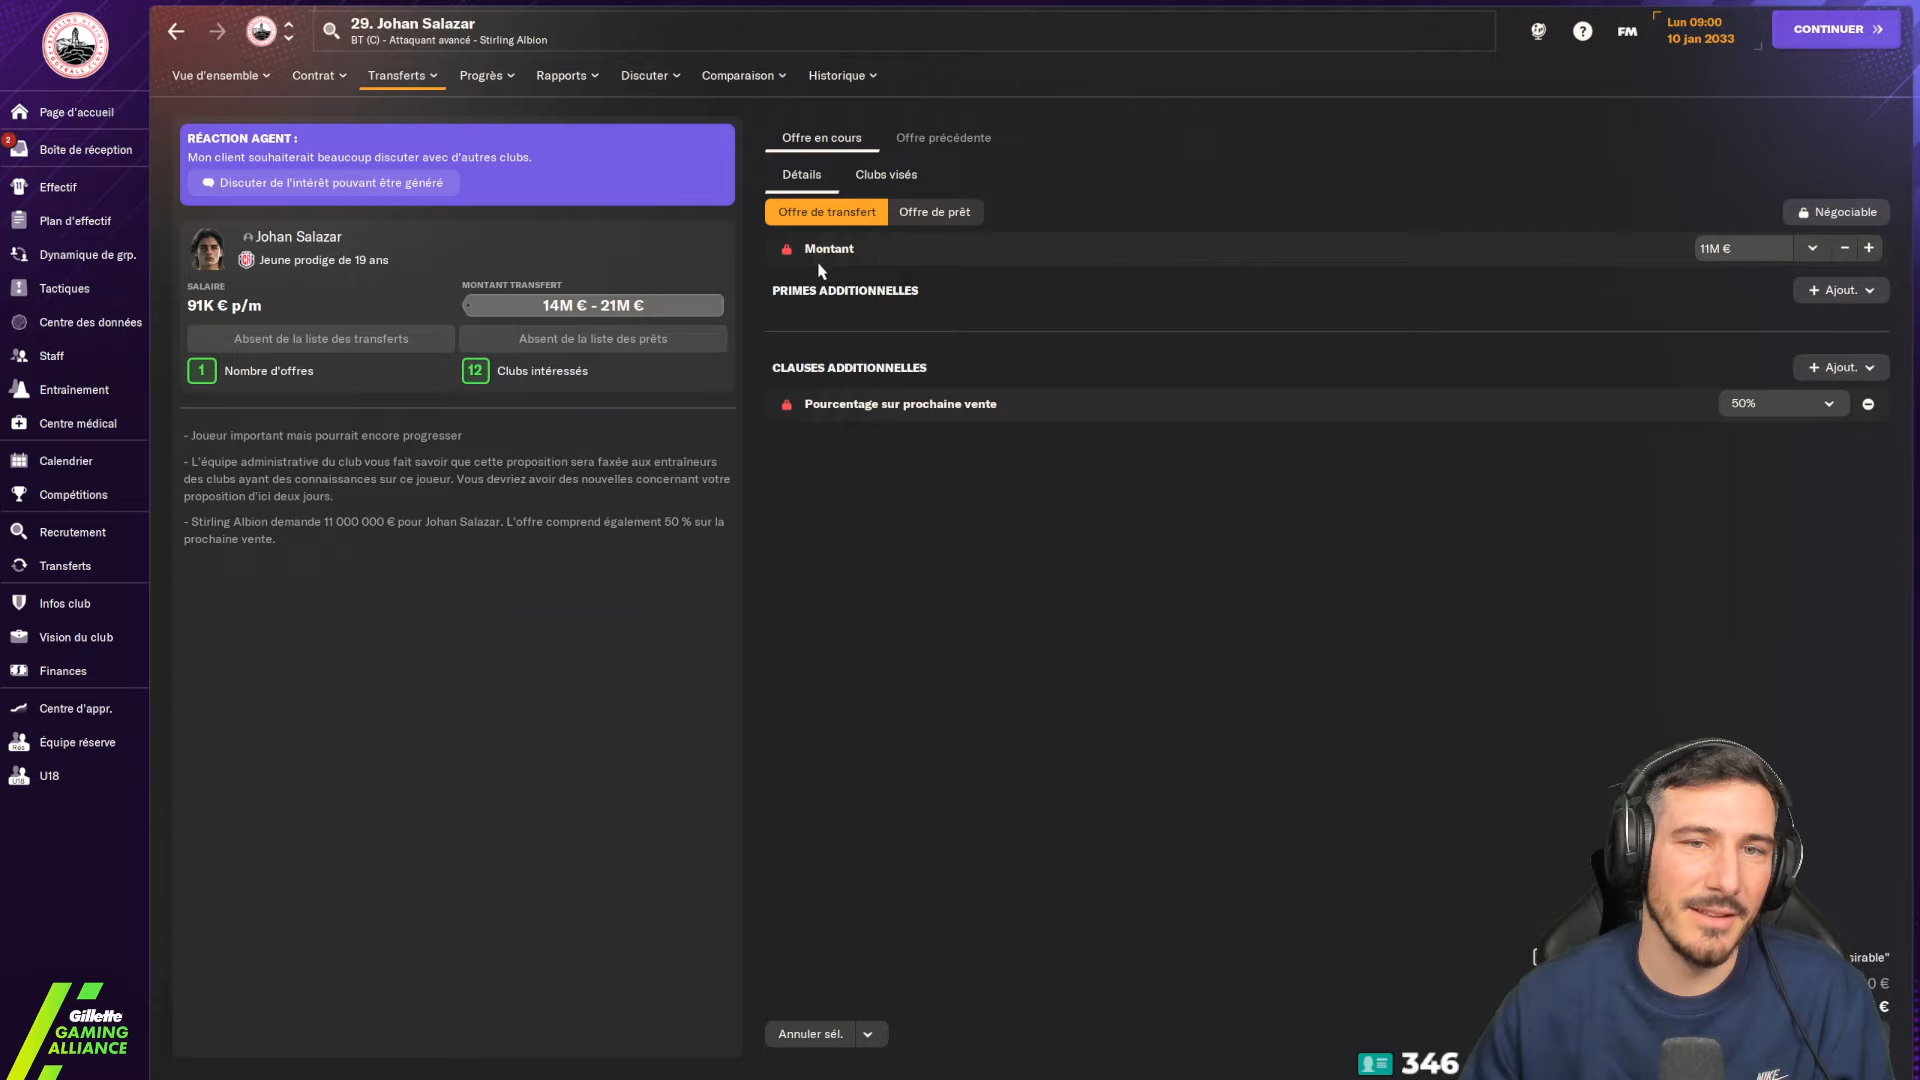 29. Johan Salazar
BT (C) - Attaquant avancé - Stirling Albion
FM
Lun 09:00
10 jan 2033
CONTINUER
Vue d'ensemble
Contrat
Transferts
Progrès
Rapports
Discuter
Comparaison
Historique
Page d'accueil
2
Boîte de réception
Effectif
Plan d'effectif
Dynamique de grp.
Tactiques
Centre des données
Staff
Entraînement
Centre médical
Calendrier
Compétitions
Recrutement
Transferts
Infos club
Vision du club
Finances
Centre d'appr.
Équipe réserve
U18
Gillette
GAMING
ALLIANCE
RÉACTION AGENT :
Mon client souhaiterait beaucoup discuter avec d'autres clubs.
Discuter de l'intérêt pouvant être généré
Johan Salazar
Jeune prodige de 19 ans
SALAIRE
91K € p/m
MONTANT TRANSFERT
14M € - 21M €
Absent de la liste des transferts
Absent de la liste des prêts
1 Nombre d'offres
12 Clubs intéressés
- Joueur important mais pourrait encore progresser
- L'équipe administrative du club vous fait savoir que cette proposition sera faxée aux entraîneurs
des clubs ayant des connaissances sur ce joueur. Vous devriez avoir des nouvelles concernant votre
proposition d'ici deux jours.
- Stirling Albion demande 11 000 000 € pour Johan Salazar. L'offre comprend également 50 % sur la
prochaine vente.
Offre en cours
Offre précédente
Détails
Clubs visés
Offre de transfert
Offre de prêt
Négociable
Montant
11M €
PRIMES ADDITIONNELLES
+ Ajout.
CLAUSES ADDITIONNELLES
+ Ajout.
Pourcentage sur prochaine vente
50%
sirable"
0 €
€
Annuler sél.
346
NIKE